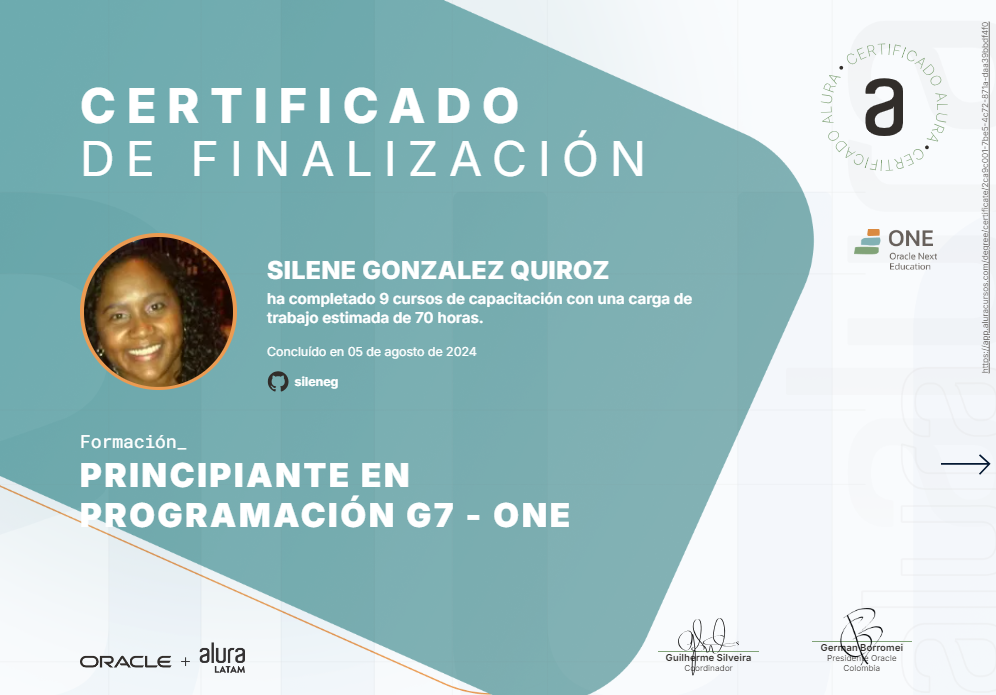 CERTIFICADO
DE FINALIZACIÓN
SILENE GONZALEZ QUIROZ
ha completado 9 cursos de capacitación con una carga de
trabajo estimada de 70 horas.
Concluído en 05 de agosto de 2024
sileneg
Formación_
PRINCIPIANTE EN
PROGRAMACIÓN G7 - ONE
ORACLE + alura
LATAM
CERTIFICADO ALURA • CERTIFICADO ALURA •
a
ONE
Oracle Next
Education
Guilherme Silveira
Coordinador
German Borromei
Presidente Oracle
Colombia
alura